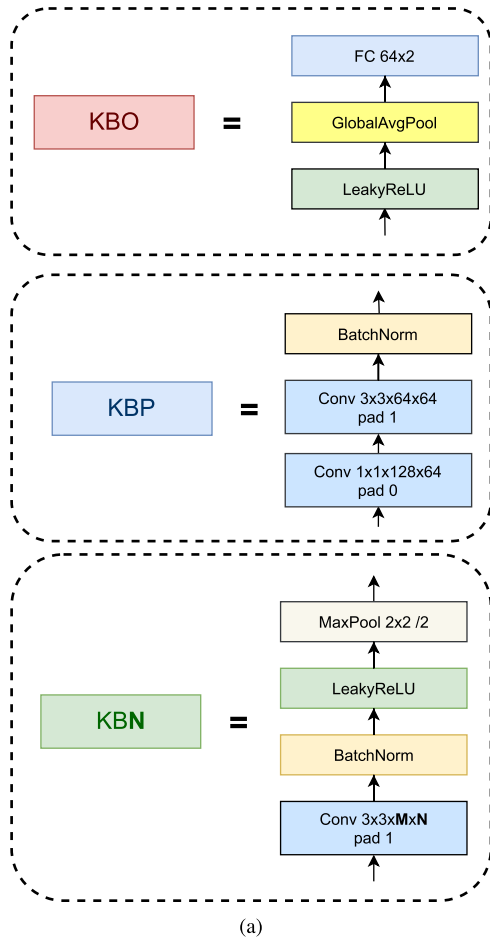 FC 64x2
KBO
=
GlobalAvgPool
LeakyReLU
BatchNorm
KBP
=
Conv 3x3x64x64
pad 1
Conv 1x1x128x64
pad 0
MaxPool 2x2 /2
LeakyReLU
KBN
=
BatchNorm
Conv 3x3xMxN
pad 1
(a)